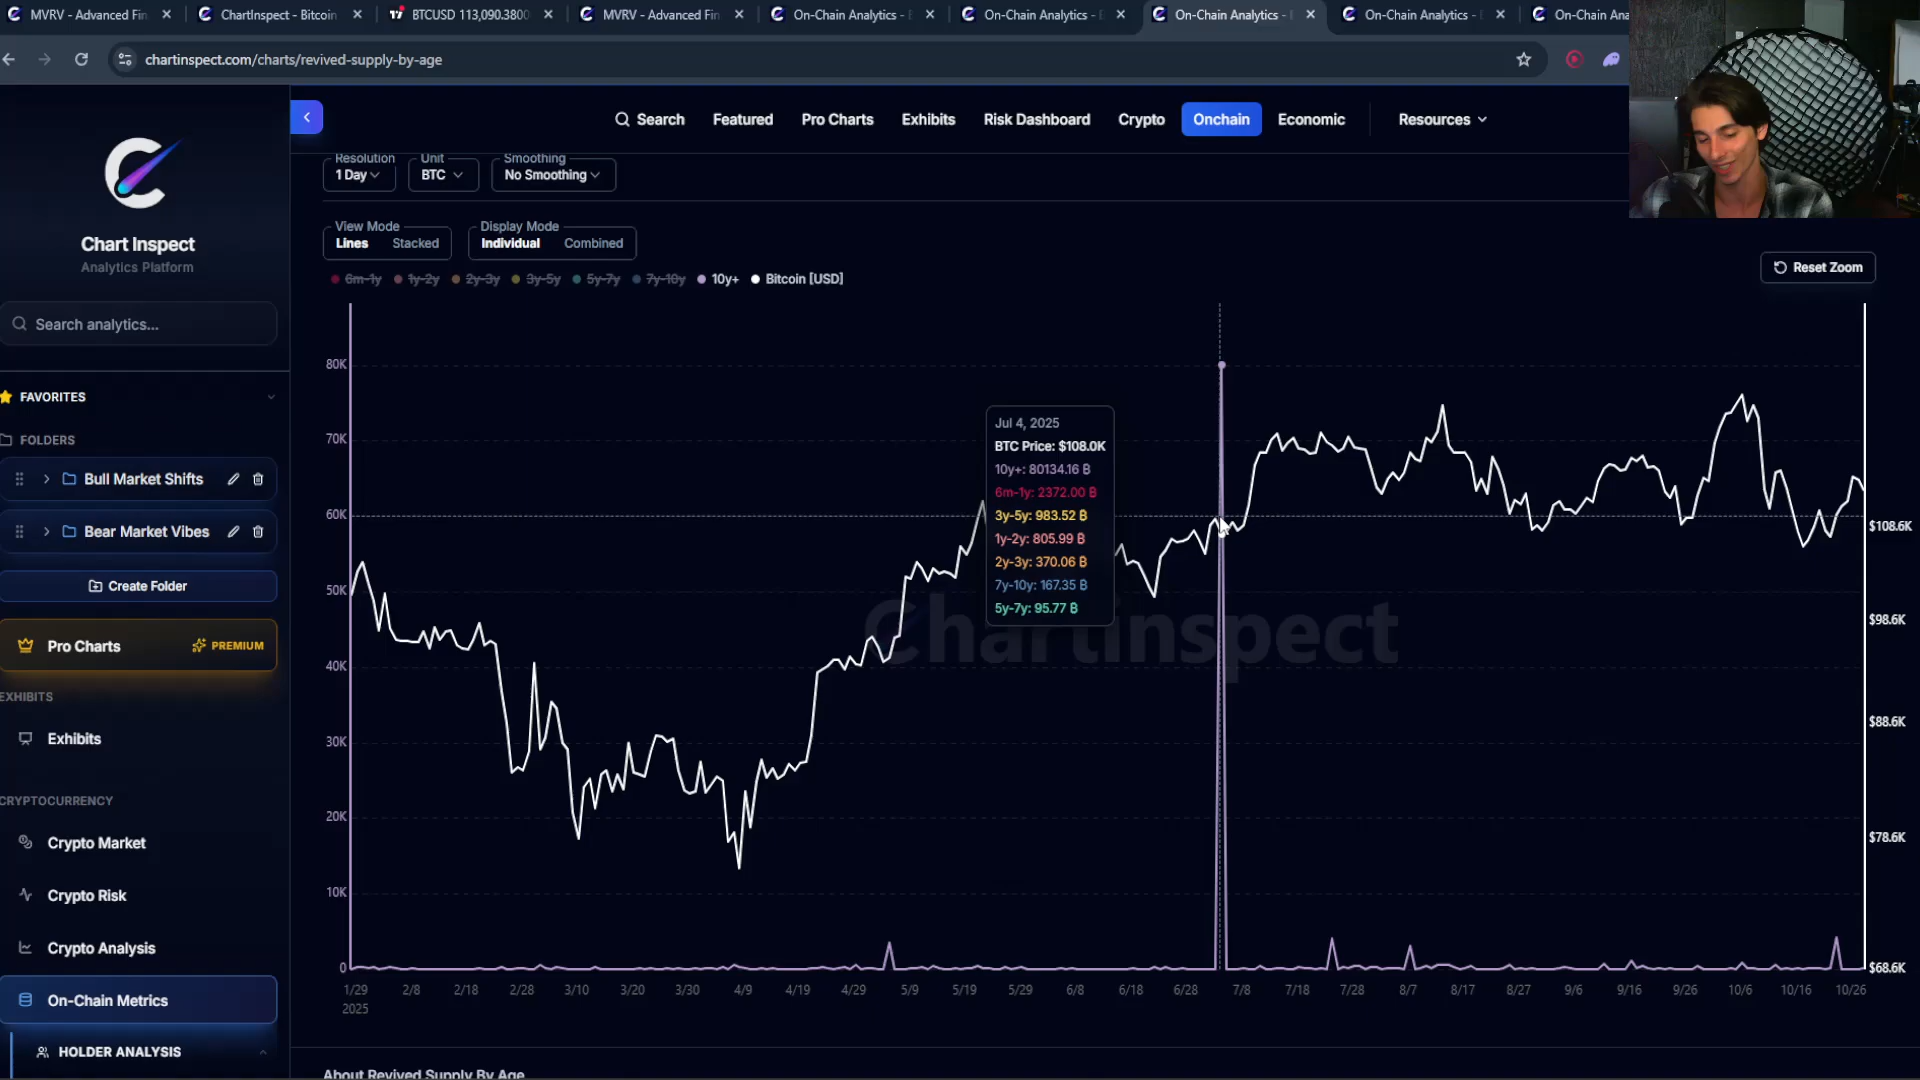 MVRV - Advanced Fin
ChartInspect - Bitcoin
BTCUSD 113,090.3800
MVRV - Advanced Fin
On-Chain Analytics -
On-Chain Analytics -
On-Chain Analytics -
On-Chain Analytics -
On-Chain Ana
chartinspect.com/charts/revived-supply-by-age
Chart Inspect
Analytics Platform
Search analytics...
FAVORITES
FOLDERS
Bull Market Shifts
Bear Market Vibes
Create Folder
Pro Charts
PREMIUM
EXHIBITS
Exhibits
CRYPTOCURRENCY
Crypto Market
Crypto Risk
Crypto Analysis
On-Chain Metrics
HOLDER ANALYSIS
Search
Featured
Pro Charts
Exhibits
Risk Dashboard
Crypto
Onchain
Economic
Resources
Resolution
1 Day
Unit
BTC
Smoothing
No Smoothing
View Mode
Lines Stacked
Display Mode
Individual Combined
6m-1y 1y-2y 2y-3y 3y-5y 5y-7y 7y-10y 10y+ Bitcoin [USD]
Reset Zoom
80K
70K
60K
50K
40K
30K
20K
10K
0
Jul 4, 2025
BTC Price: $108.0K
10y+: 80134.16 ₿
6m-1y: 2372.00 ₿
3y-5y: 983.52 ₿
1y-2y: 805.99 ₿
2y-3y: 370.06 ₿
7y-10y: 167.35 ₿
5y-7y: 95.77 ₿
Chartinspect
$108.6K
$98.6K
$88.6K
$78.6K
$68.6K
1/29 2/8 2/18 2/28 3/10 3/20 3/30 4/9 4/19 4/29 5/9 5/19 5/29 6/8 6/18 6/28 7/8 7/18 7/28 8/7 8/17 8/27 9/6 9/16 9/26 10/6 10/16 10/26
2025
About Revived Supply By Age